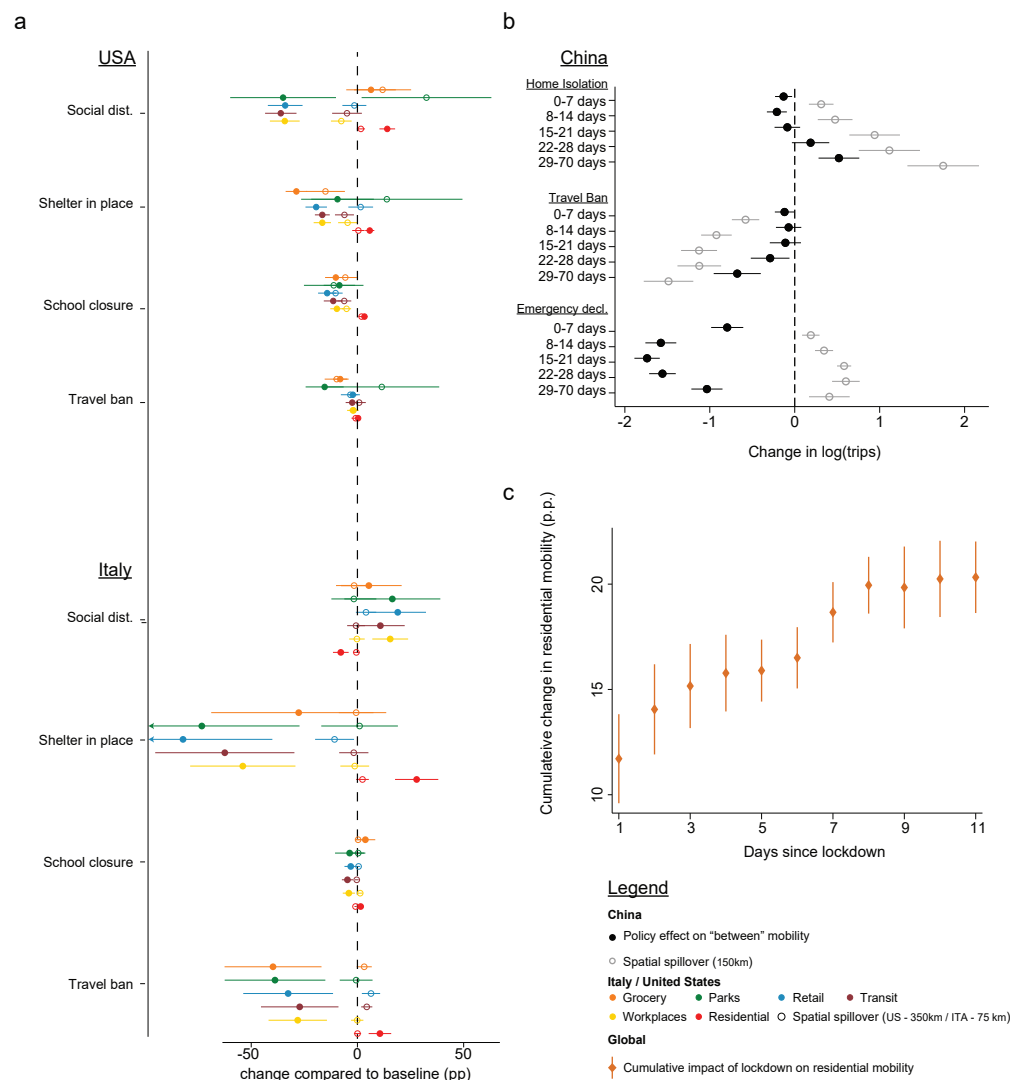 a
USA
Social dist.
Shelter in place
School closure
Travel ban
Italy
Social dist.
Shelter in place
School closure
Travel ban
-50
0
50
change compared to baseline (pp)
b
China
Home Isolation
0-7 days
8-14 days
15-21 days
22-28 days
29-70 days
Travel Ban
0-7 days
8-14 days
15-21 days
22-28 days
29-70 days
Emergency decl.
0-7 days
8-14 days
15-21 days
22-28 days
29-70 days
-2
-1
0
1
2
Change in log(trips)
c
Cumulateive change in residential mobility (p.p.)
20
15
10
1
3
5
7
9
11
Days since lockdown
Legend
China
Policy effect on “between” mobility
Spatial spillover (150km)
Italy / United States
Grocery Parks Retail Transit
Workplaces Residential Spatial spillover (US - 350km / ITA - 75 km)
Global
Cumulative impact of lockdown on residential mobility